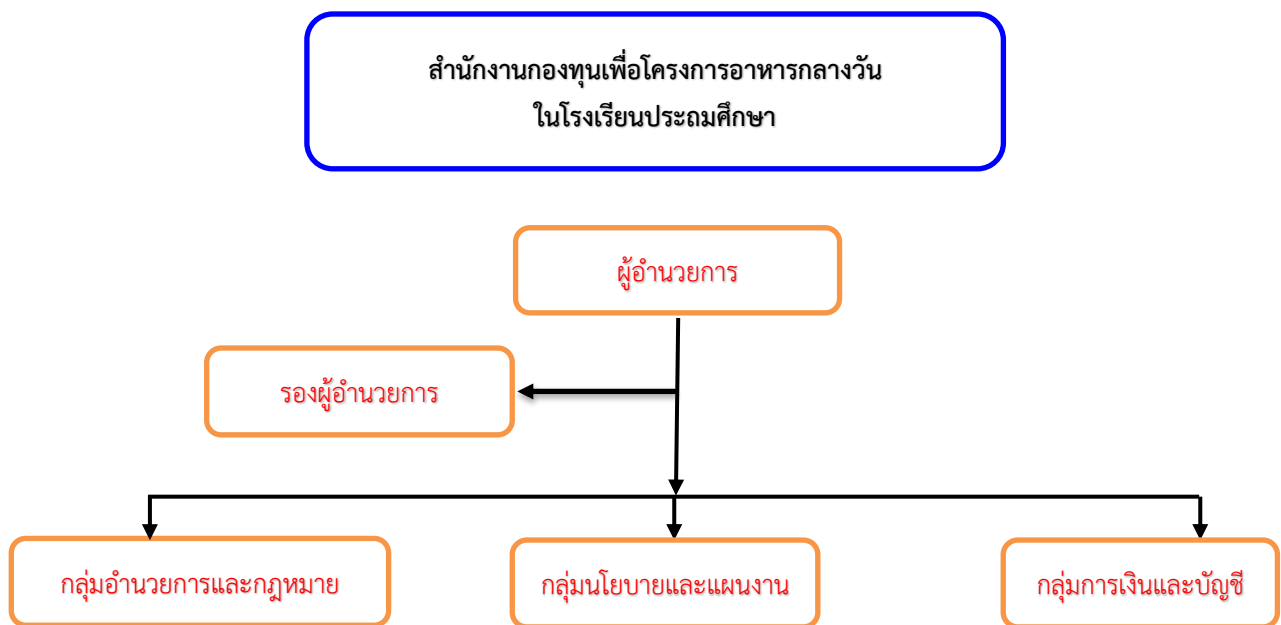 สำนักงานกองทุนเพื่อโครงการอาหารกลางวัน
ในโรงเรียนประถมศึกษา
ผู้อำนวยการ
รองผู้อำนวยการ
กลุ่มอำนวยการและกฎหมาย
กลุ่มนโยบายและแผนงาน
กลุ่มการเงินและบัญชี